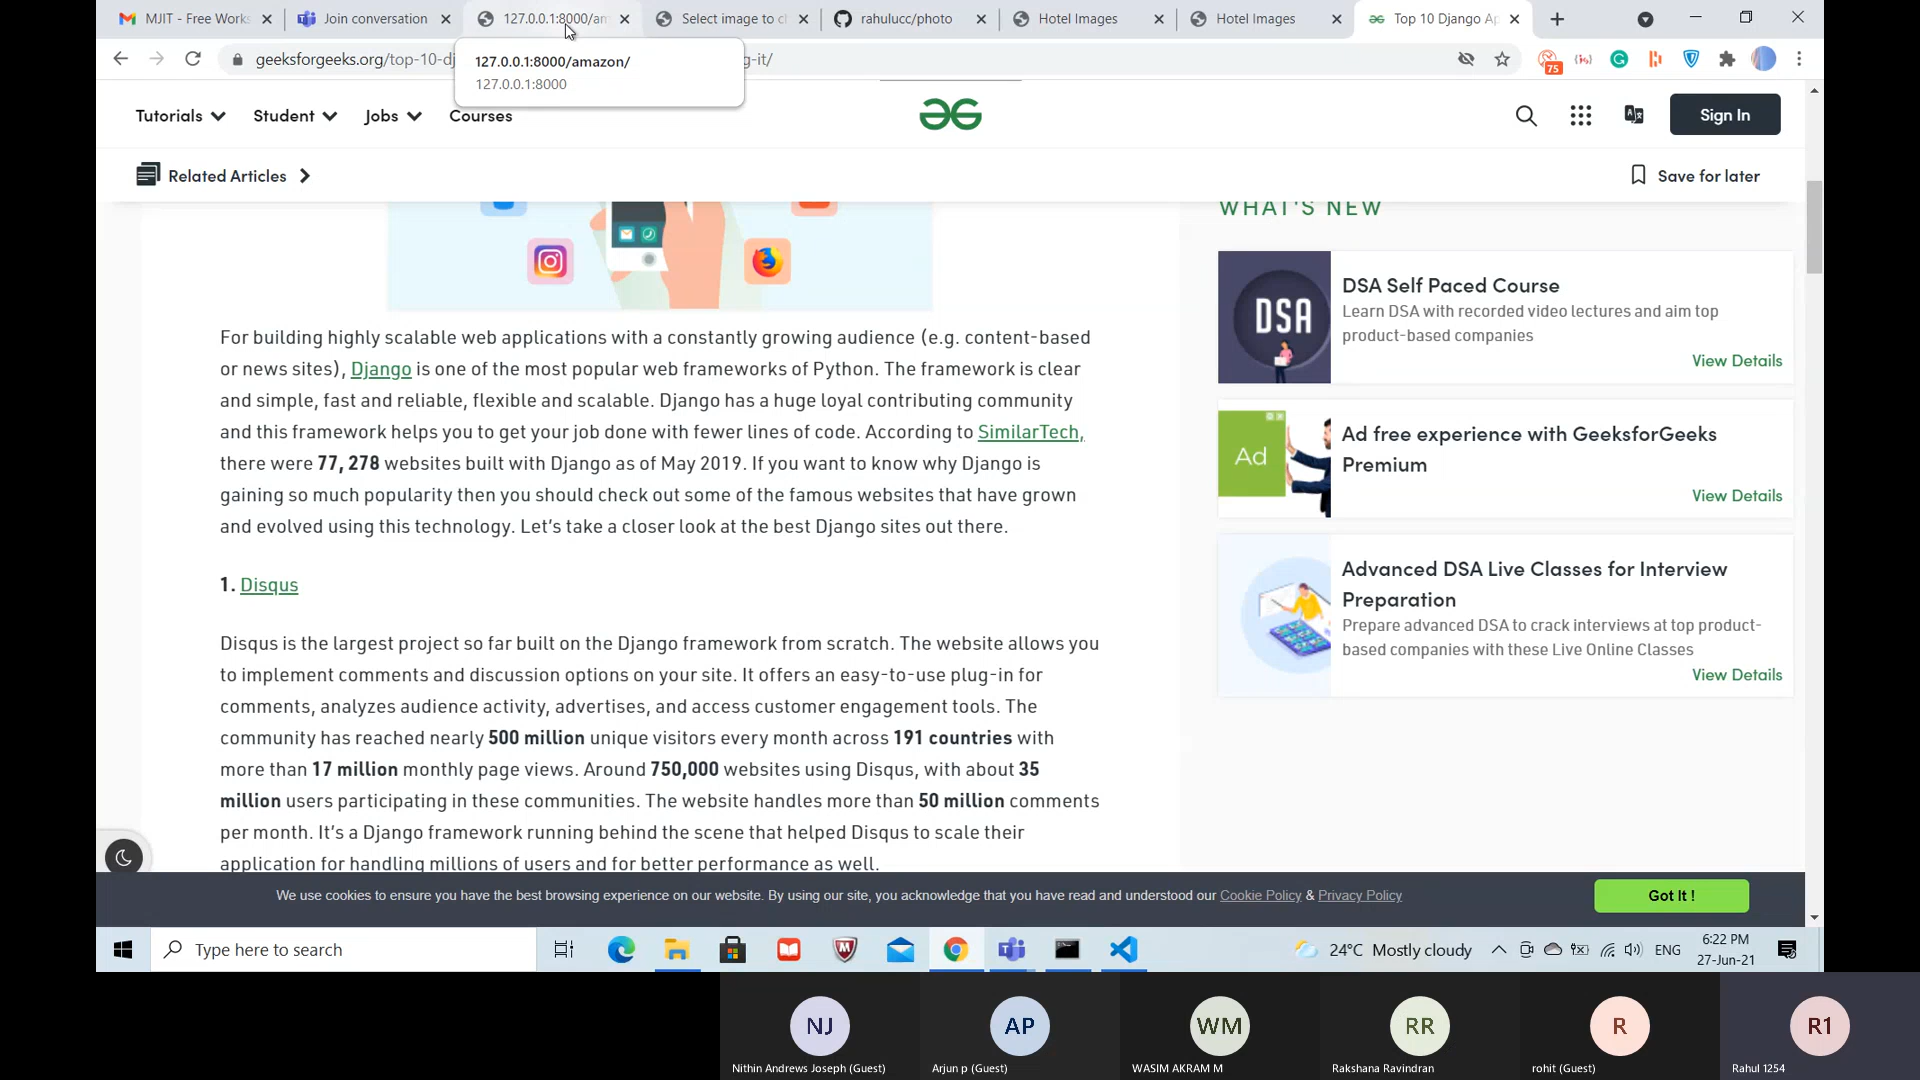 MJIT - Free Works
Join conversation
127.0.0.1:8000/am
Select image to cl
rahulucc/photo
Hotel Images
Hotel Images
Top 10 Django Ap
geeksforgeeks.org/top-10-dj
g-it/
75
127.0.0.1:8000/amazon/
127.0.0.1:8000
Tutorials
Student
Jobs
Courses
Sign In
Related Articles
Save for later
WHAT'S NEW
For building highly scalable web applications with a constantly growing audience (e.g. content-based
or news sites), Django is one of the most popular web frameworks of Python. The framework is clear
and simple, fast and reliable, flexible and scalable. Django has a huge loyal contributing community
and this framework helps you to get your job done with fewer lines of code. According to SimilarTech,
there were 77, 278 websites built with Django as of May 2019. If you want to know why Django is
gaining so much popularity then you should check out some of the famous websites that have grown
and evolved using this technology. Let's take a closer look at the best Django sites out there.
1. Disqus
Disqus is the largest project so far built on the Django framework from scratch. The website allows you
to implement comments and discussion options on your site. It offers an easy-to-use plug-in for
comments, analyzes audience activity, advertises, and access customer engagement tools. The
community has reached nearly 500 million unique visitors every month across 191 countries with
more than 17 million monthly page views. Around 750,000 websites using Disqus, with about 35
million users participating in these communities. The website handles more than 50 million comments
per month. It's a Django framework running behind the scene that helped Disqus to scale their
application for handling millions of users and for better performance as well.
DSA
DSA Self Paced Course
Learn DSA with recorded video lectures and aim top
product-based companies
View Details
Ad
Ad free experience with GeeksforGeeks
Premium
View Details
Advanced DSA Live Classes for Interview
Preparation
Prepare advanced DSA to crack interviews at top product-
based companies with these Live Online Classes
View Details
We use cookies to ensure you have the best browsing experience on our website. By using our site, you acknowledge that you have read and understood our Cookie Policy & Privacy Policy
Got It !
Type here to search
24°C Mostly cloudy
ENG
6:22 PM
27-Jun-21
NJ
AP
WM
RR
R
R1
Nithin Andrews Joseph (Guest)
Arjun p (Guest)
WASIM AKRAM M
Rakshana Ravindran
rohit (Guest)
Rahul 1254